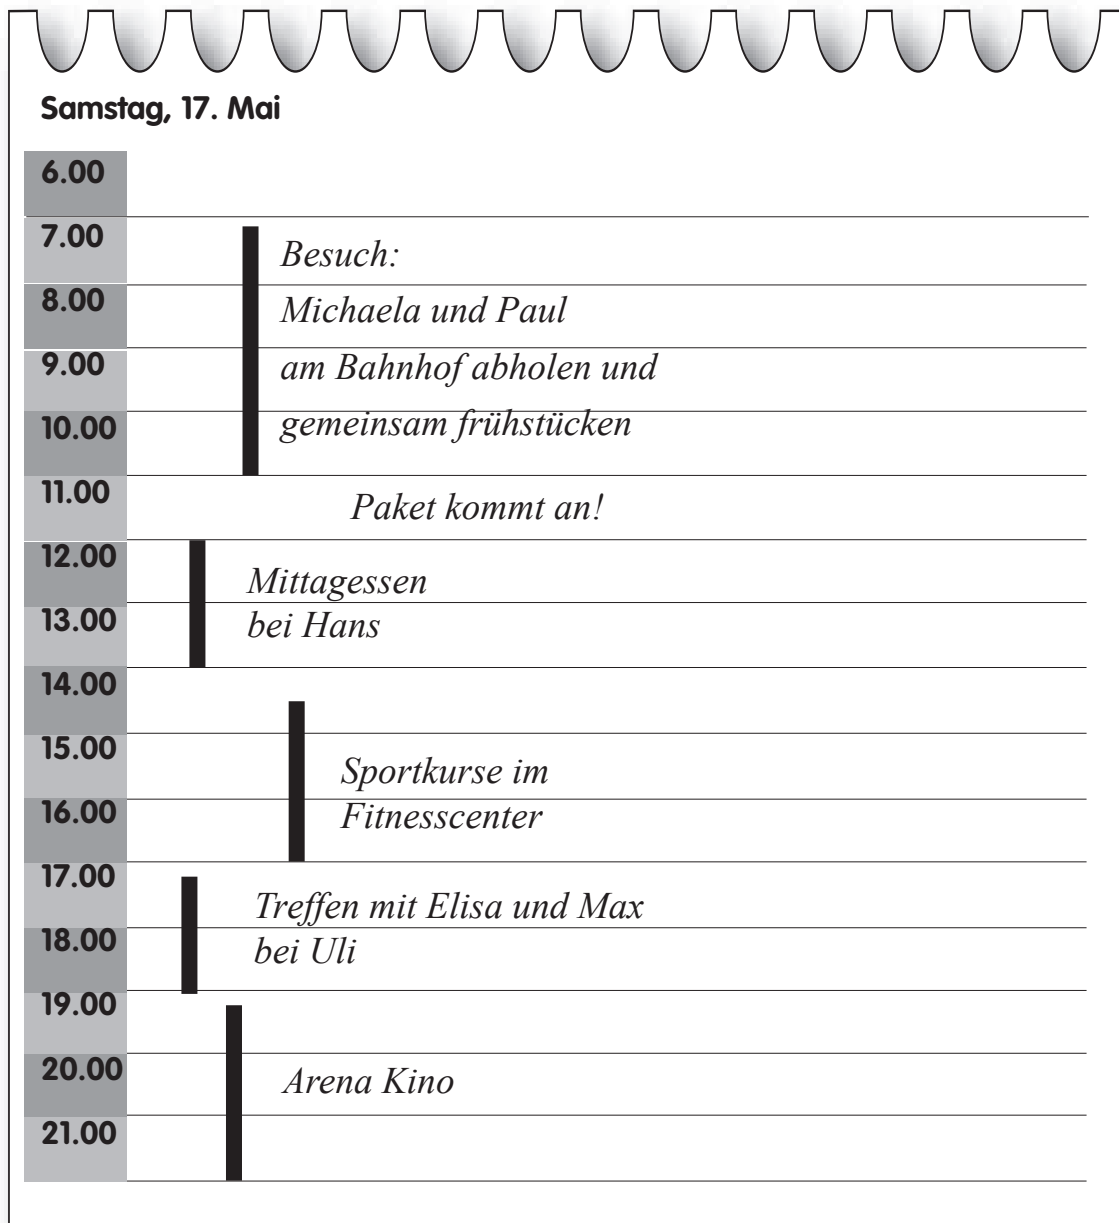 Samstag, 17. Mai
6.00
7.00
Besuch:
8.00
Michaela und Paul
9.00
am Bahnhof abholen und
10.00
gemeinsam frühstücken
11.00
Paket kommt an!
12.00
Mittagessen
13.00
bei Hans
14.00
15.00
Sportkurse im
16.00
Fitnesscenter
17.00
Treffen mit Elisa und Max
18.00
bei Uli
19.00
20.00
Arena Kino
21.00